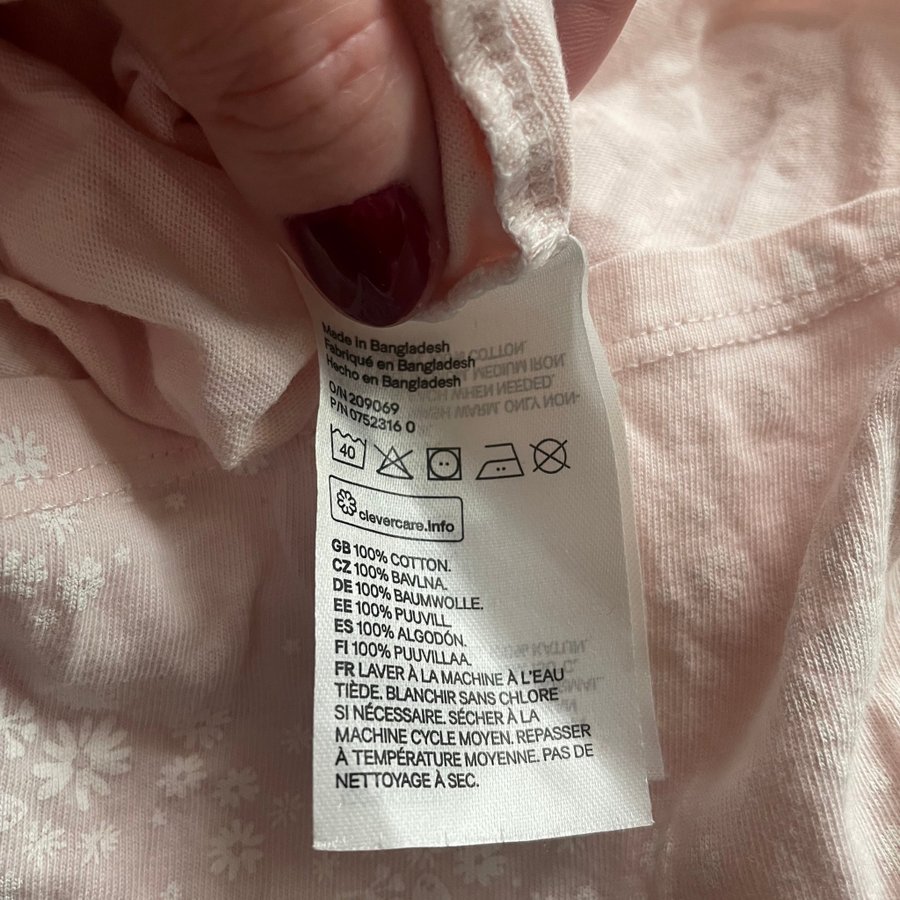 Made in Bangladesh
Fabriqué en Bangladesh
Hecho en Bangladesh
O/N 209069
P/N 0752316 0
40
clevercare.info
GB 100% COTTON.
CZ 100% BAVLNA.
DE 100% BAUMWOLLE.
EE 100% PUUVILL.
ES 100% ALGODÓN.
FI 100% PUUVILLAA.
FR LAVER À LA MACHINE À L'EAU
TIÈDE. BLANCHIR SANS CHLORE
SI NÉCESSAIRE. SÉCHER À LA
MACHINE CYCLE MOYEN. REPASSER
À TEMPÉRATURE MOYENNE. PAS DE
NETTOYAGE À SEC.